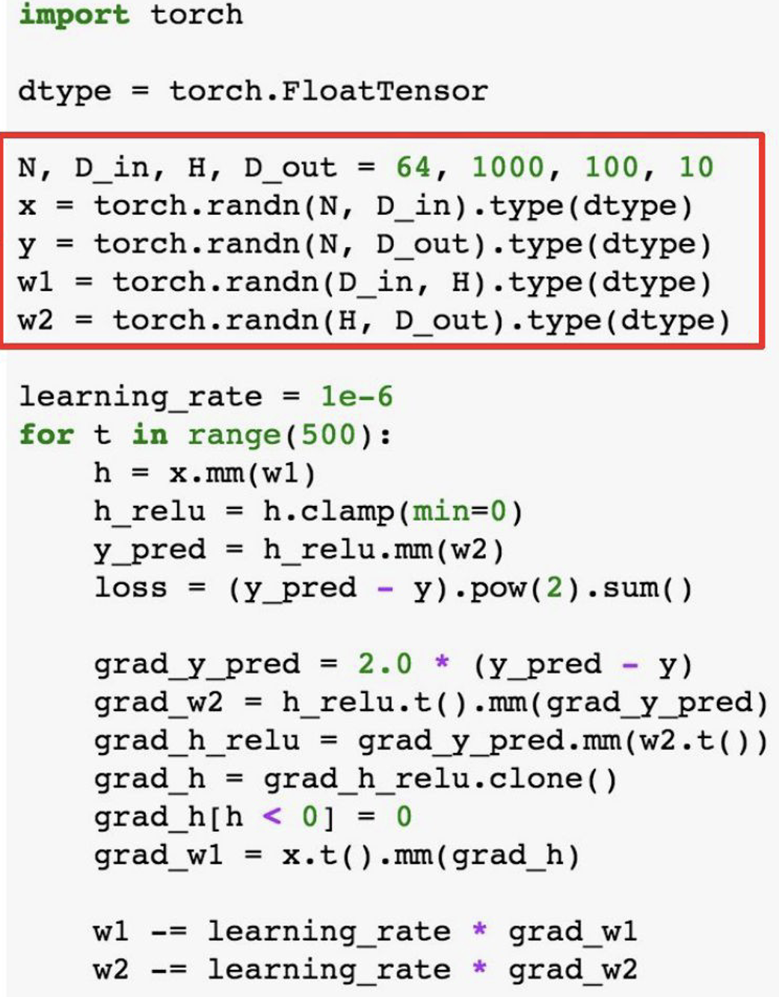 import torch
dtype = torch.FloatTensor
N, D_in, H, D_out = 64, 1000, 100, 10
x = torch.randn(N, D_in).type(dtype)
y = torch.randn(N, D_out).type(dtype)
w1 = torch.randn(D_in, H).type(dtype)
w2 = torch.randn(H, D_out).type(dtype)
learning_rate = 1e-6
for t in range(500):
    h = x.mm(w1)
    h_relu = h.clamp(min=0)
    y_pred = h_relu.mm(w2)
    loss = (y_pred - y).pow(2).sum()
    grad_y_pred = 2.0 * (y_pred - y)
    grad_w2 = h_relu.t().mm(grad_y_pred)
    grad_h_relu = grad_y_pred.mm(w2.t())
    grad_h = grad_h_relu.clone()
    grad_h[h < 0] = 0
    grad_w1 = x.t().mm(grad_h)
    w1 -= learning_rate * grad_w1
    w2 -= learning_rate * grad_w2